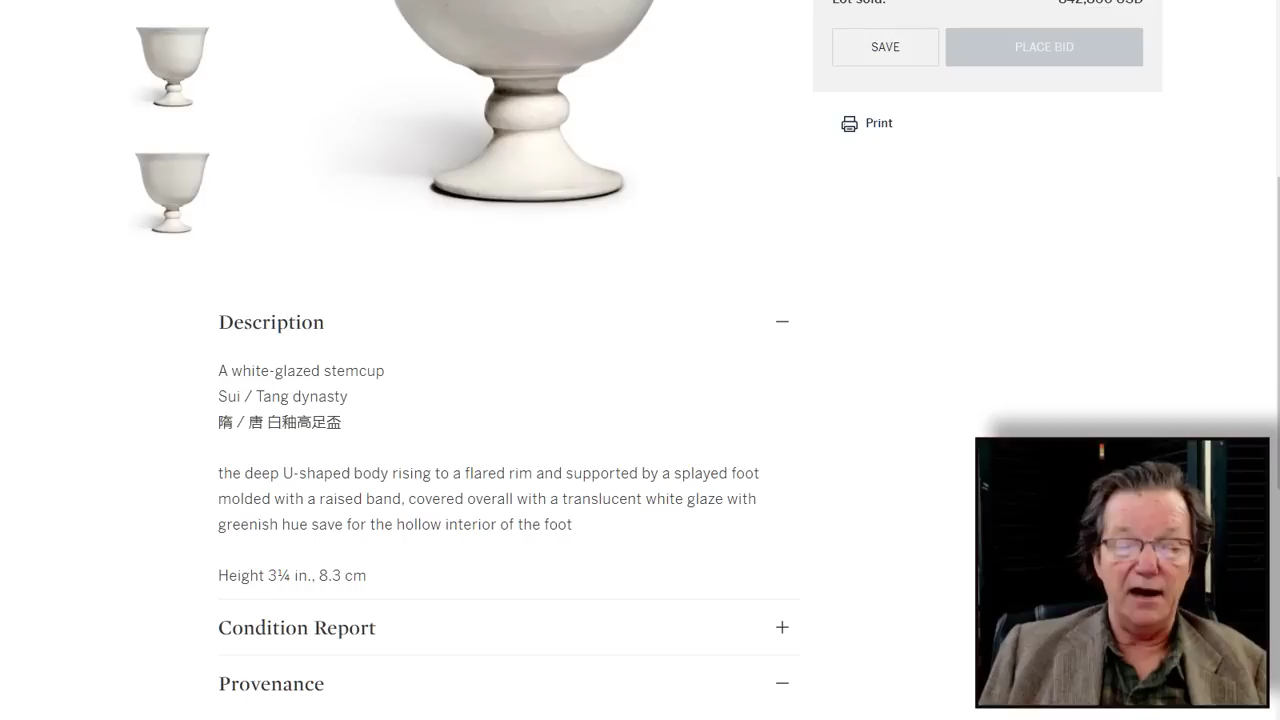 SAVE
PLACE BID
Print
Description
A white-glazed stemcup
Sui / Tang dynasty
隋 / 唐 白釉高足盃
the deep U-shaped body rising to a flared rim and supported by a splayed foot
molded with a raised band, covered overall with a translucent white glaze with
greenish hue save for the hollow interior of the foot
Height 3¼ in., 8.3 cm
Condition Report
Provenance